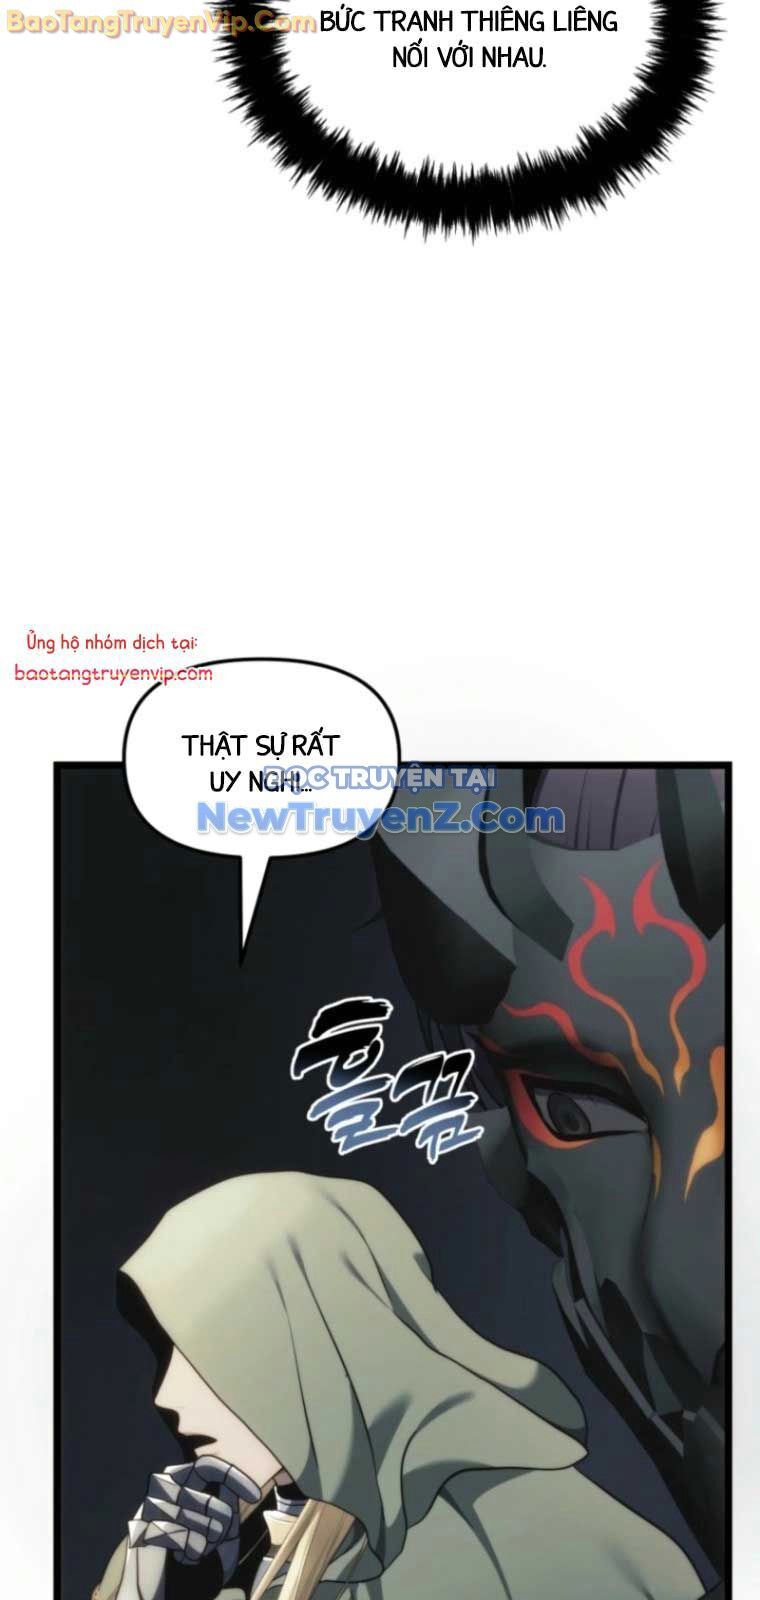 BaoTangTruyenVip.Com
BỨC TRANH THIÊNG LIÊNG
NỐI VỚI NHAU.
Ủng hộ nhóm dịch tại:
baotangtruyenvip.com
THẬT SỰ RẤT
UY NGHI...
ĐỌC TRUYỆN TẠI
NewTruyenZ.Com
흘끔